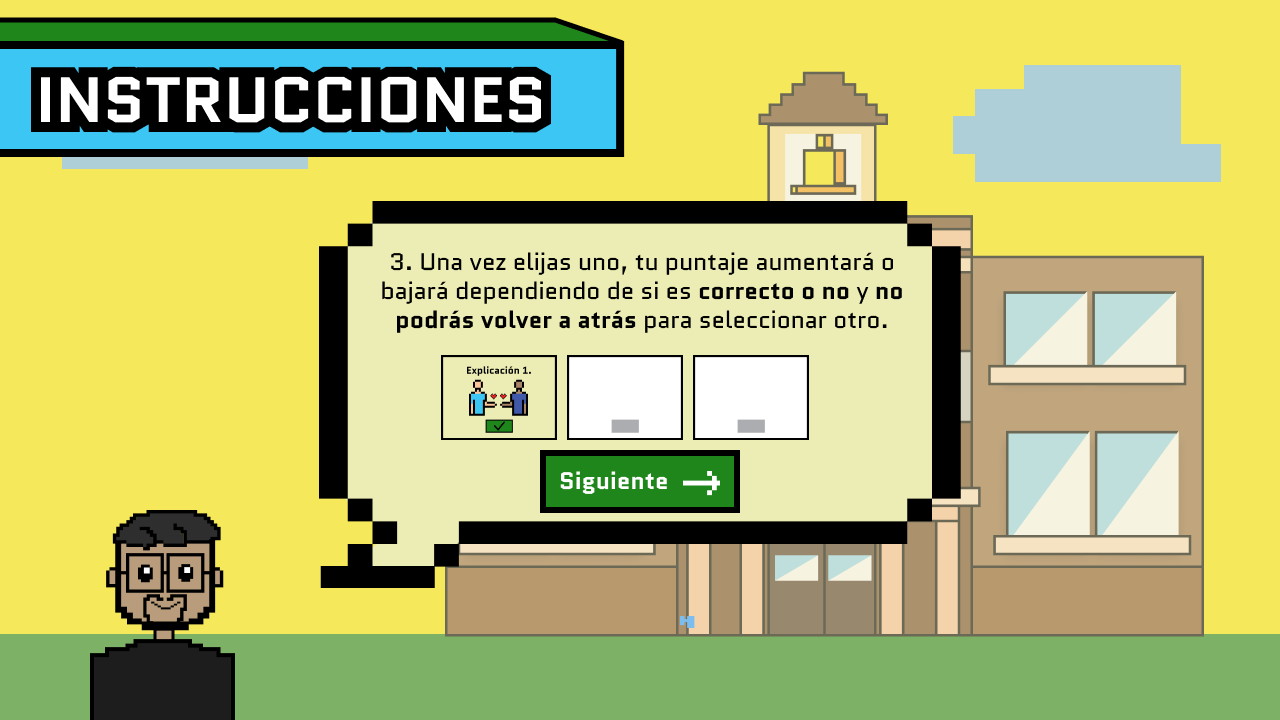 INSTRUCCIONES
3. Una vez elijas uno, tu puntaje aumentará o
bajará dependiendo de si es correcto o no y no
podrás volver a atrás para seleccionar otro.
Explicación 1.
Siguiente